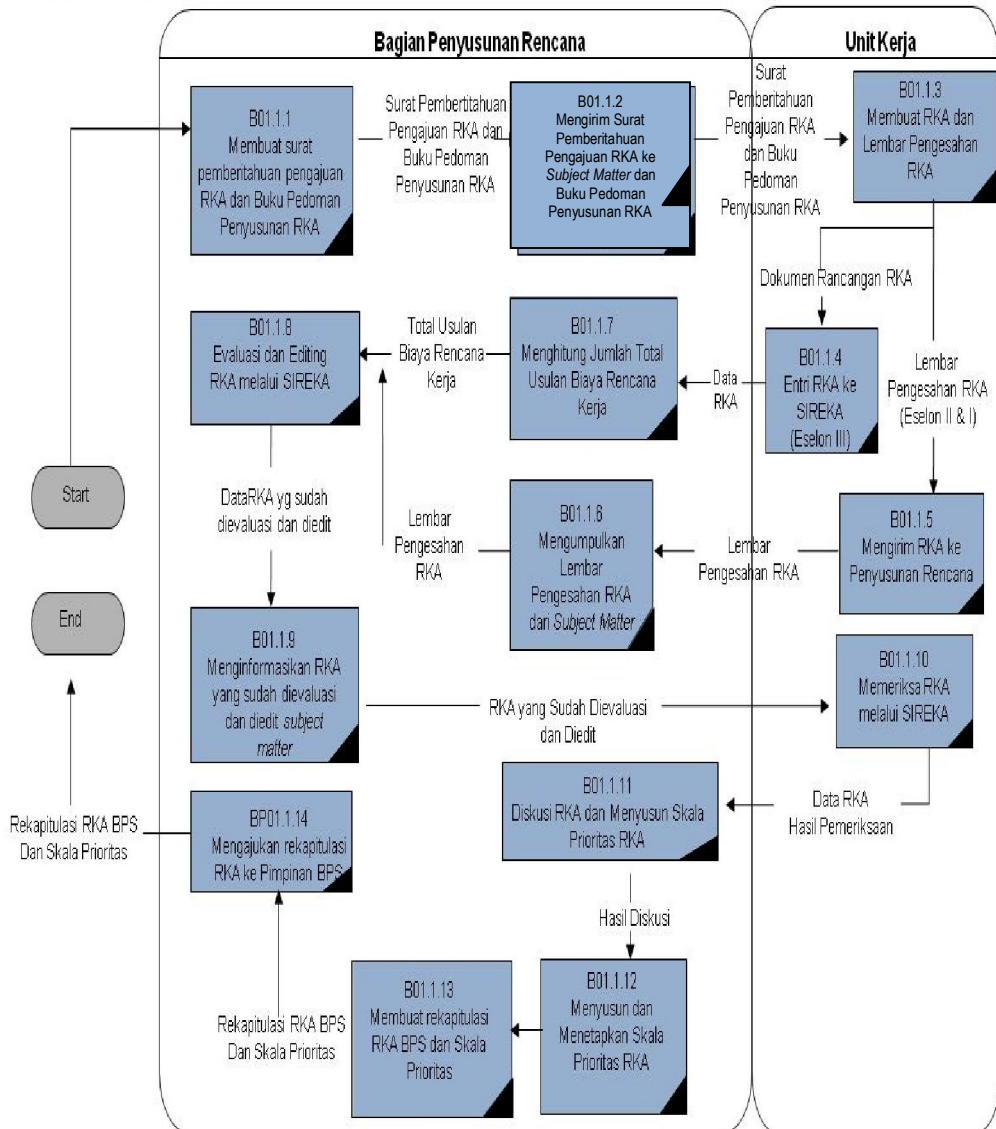 Bagian Penyusunan Rencana
Unit Kerja
B01.1.1
Membuat surat
pemberitahuan pengajuan
RKA dan Buku Pedoman
Penyusunan RKA
Surat Pembertitahuan
Pengajuan RKA dan
Buku Pedoman
Penyusunan RKA
B01.1.2
Mengirim Surat
Pemberitahuan
Pengajuan RKA ke
Subject Matter dan
Buku Pedoman
Penyusunan RKA
Surat
Pemberitahuan
Pengajuan RKA
dan Buku
Pedoman
Penyusunan RKA
B01.1.3
Membuat RKA dan
Lembar Pengesahan
RKA
Dokumen Rancangan RKA
B01.1.8
Evaluasi dan Editing
RKA melalui SIREKA
Total Usulan
Biaya Rencana
Kerja
B01.1.7
Menghitung Jumlah Total
Usulan Biaya Rencana
Kerja
Data
RKA
B01.1.4
Entri RKA ke
SIREKA
(Eselon III)
Lembar
Pengesahan RKA
(Eselon II & I)
Start
DataRKA yg sudah
dievaluasi dan diedit
Lembar
Pengesahan
RKA
B01.1.6
Mengumpulkan
Lembar
Pengesahan RKA
dari Subject Matter
Lembar
Pengesahan RKA
B01.1.5
Mengirim RKA ke
Penyusunan Rencana
End
B01.1.9
Menginformasikan RKA
yang sudah dievaluasi
dan diedit subject
matter
RKA yang Sudah Dievaluasi
dan Diedit
B01.1.10
Memeriksa RKA
melalui SIREKA
Rekapitulasi RKA BPS
Dan Skala Prioritas
BP01.1.14
Mengajukan rekapitulasi
RKA ke Pimpinan BPS
B01.1.11
Diskusi RKA dan Menyusun Skala
Prioritas RKA
Data RKA
Hasil Pemeriksaan
Hasil Diskusi
Rekapitulasi RKA BPS
Dan Skala Prioritas
B01.1.13
Membuat rekapitulasi
RKA BPS dan Skala
Prioritas
B01.1.12
Menyusun dan
Menetapkan Skala
Prioritas RKA